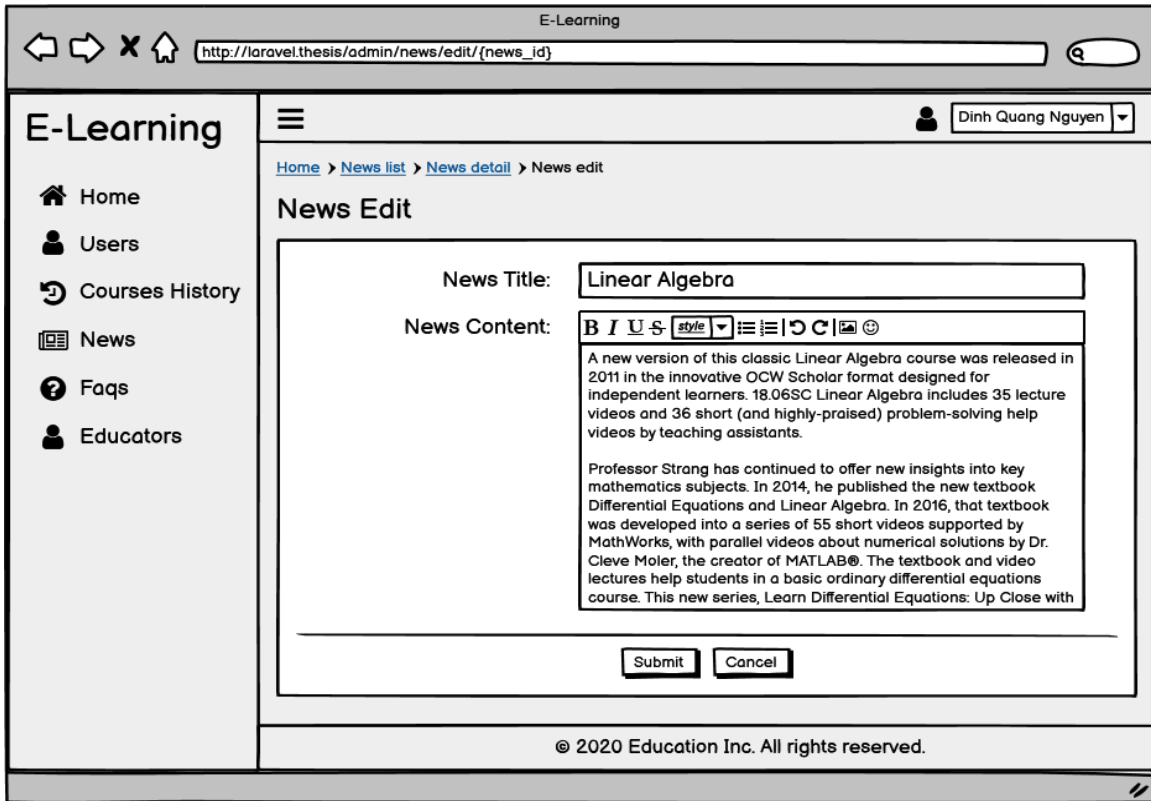 E-Learning
http://laravel.thesis/admin/news/edit/{news_id}
E-Learning
Home
Users
Courses History
News
Faqs
Educators
Dinh Quang Nguyen
Home > News list > News detail > News edit
News Edit
News Title:
Linear Algebra
News Content:
B I U S style
A new version of this classic Linear Algebra course was released in
2011 in the innovative OCW Scholar format designed for
independent learners. 18.06SC Linear Algebra includes 35 lecture
videos and 36 short (and highly-praised) problem-solving help
videos by teaching assistants.
Professor Strang has continued to offer new insights into key
mathematics subjects. In 2014, he published the new textbook
Differential Equations and Linear Algebra. In 2016, that textbook
was developed into a series of 55 short videos supported by
MathWorks, with parallel videos about numerical solutions by Dr.
Cleve Moler, the creator of MATLAB®. The textbook and video
lectures help students in a basic ordinary differential equations
course. This new series, Learn Differential Equations: Up Close with
Submit Cancel
© 2020 Education Inc. All rights reserved.